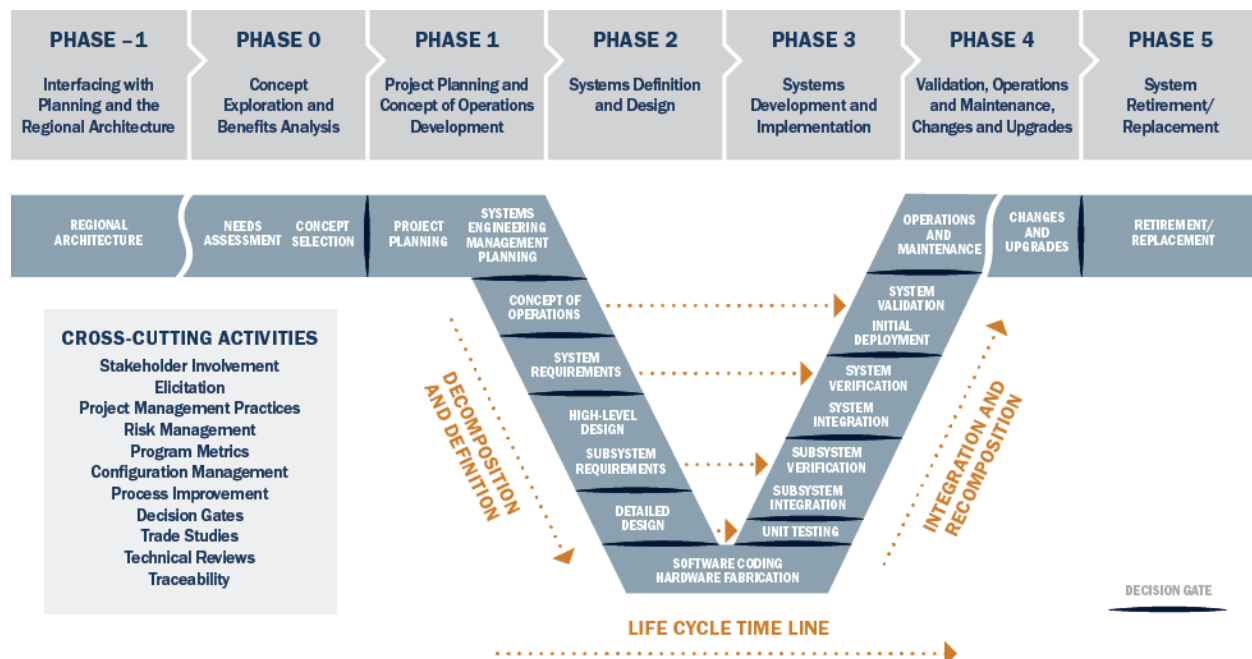 PHASE –1
Interfacing with
Planning and the
Regional Architecture
PHASE 0
Concept
Exploration and
Benefits Analysis
PHASE 1
Project Planning and
Concept of Operations
Development
PHASE 2
Systems Definition
and Design
PHASE 3
Systems
Development and
Implementation
PHASE 4
Validation, Operations
and Maintenance,
Changes and Upgrades
PHASE 5
System
Retirement/
Replacement
REGIONAL
ARCHITECTURE
NEEDS
ASSESSMENT
CONCEPT
SELECTION
PROJECT
PLANNING
SYSTEMS
ENGINEERING
MANAGEMENT
PLANNING
OPERATIONS
AND
MAINTENANCE
CHANGES
AND
UPGRADES
RETIREMENT/
REPLACEMENT
CONCEPT OF
OPERATIONS
SYSTEM
REQUIREMENTS
HIGH-LEVEL
DESIGN
SUBSYSTEM
REQUIREMENTS
DETAILED
DESIGN
SOFTWARE CODING
HARDWARE FABRICATION
SYSTEM
VALIDATION
INITIAL
DEPLOYMENT
SYSTEM
VERIFICATION
SYSTEM
INTEGRATION
SUBSYSTEM
VERIFICATION
SUBSYSTEM
INTEGRATION
UNIT TESTING
DECOMPOSITION
AND DEFINITION
INTEGRATION AND
RECOMPOSITION
CROSS-CUTTING ACTIVITIES
Stakeholder Involvement
Elicitation
Project Management Practices
Risk Management
Program Metrics
Configuration Management
Process Improvement
Decision Gates
Trade Studies
Technical Reviews
Traceability
DECISION GATE
LIFE CYCLE TIME LINE